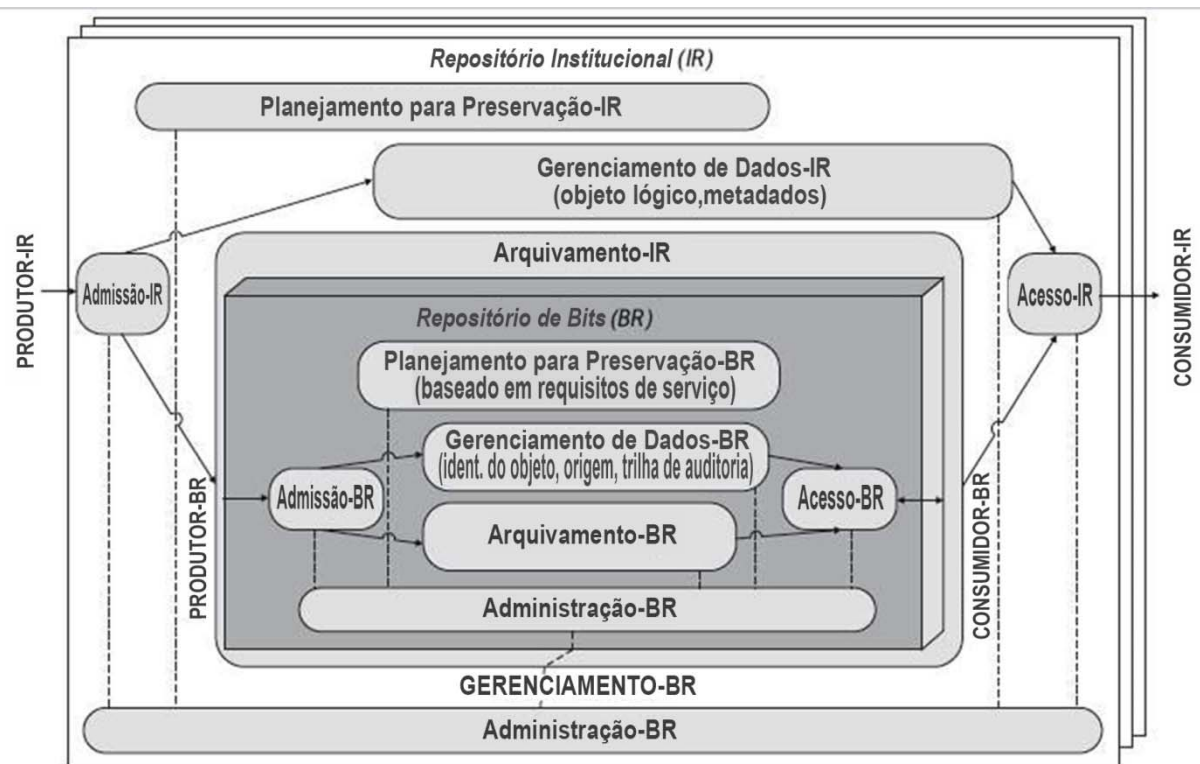 Repositório Institucional (IR)
Planejamento para Preservação-IR
Gerenciamento de Dados-IR
(objeto lógico,metadados)
PRODUTOR-IR
Admissão-IR
Arquivamento-IR
Acesso-IR
CONSUMIDOR-IR
Repositório de Bits (BR)
Planejamento para Preservação-BR
(baseado em requisitos de serviço)
Gerenciamento de Dados-BR
(ident. do objeto, origem, trilha de auditoria)
PRODUTOR-BR
Admissão-BR
Acesso-BR
CONSUMIDOR-BR
Arquivamento-BR
Administração-BR
GERENCIAMENTO-BR
Administração-BR